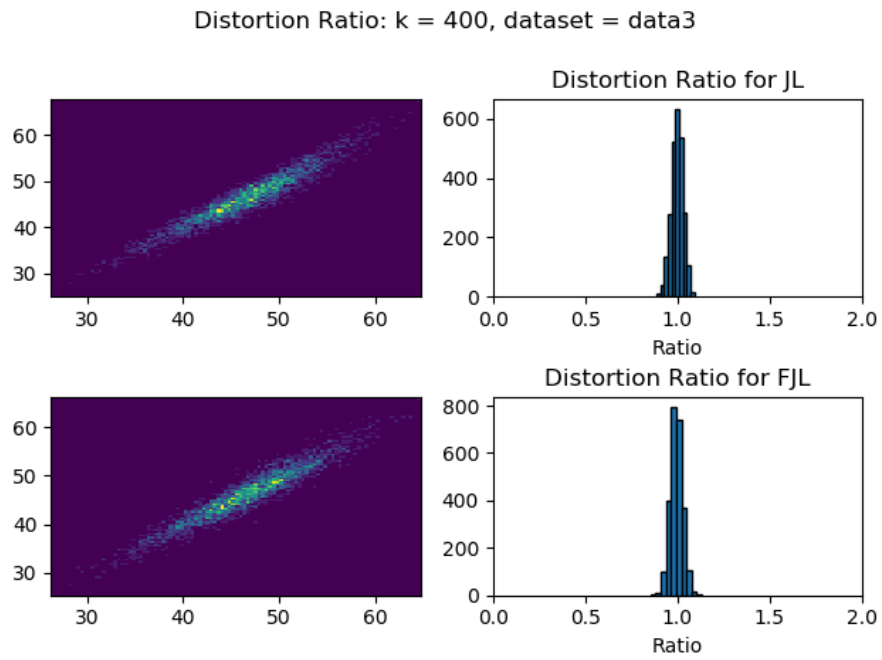 Distortion Ratio: k = 400, dataset = data3
60
50
40
30
30 40 50 60
Distortion Ratio for JL
600
400
200
0
0.0 0.5 1.0 1.5 2.0
Ratio
60
50
40
30
30 40 50 60
Distortion Ratio for FJL
800
600
400
200
0
0.0 0.5 1.0 1.5 2.0
Ratio